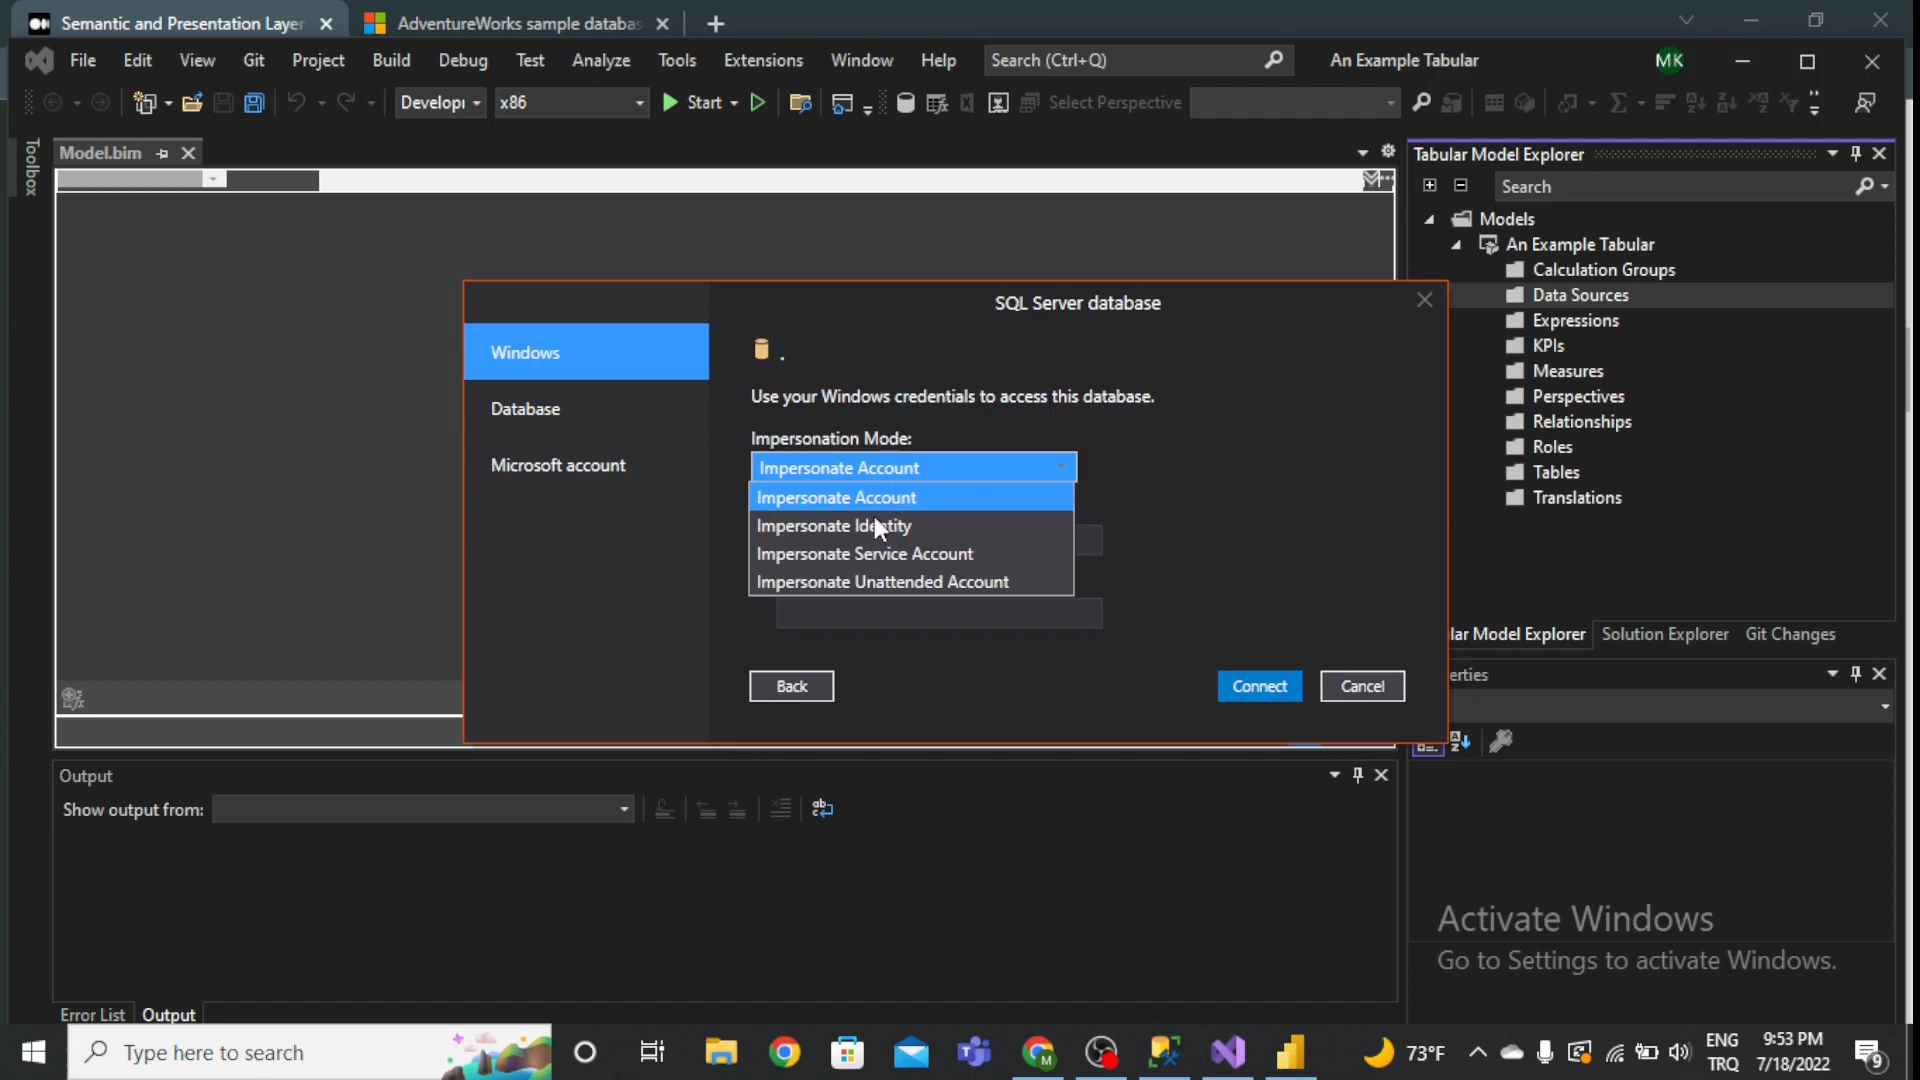 Semantic and Presentation Layer
AdventureWorks sample databas
File Edit View Git Project Build Debug Test Analyze Tools Extensions Window Help Search (Ctrl+Q) An Example Tabular MK
Developi x86 Start Select Perspective
Toolbox
Model.bim
Tabular Model Explorer
Search
Models
An Example Tabular
Calculation Groups
Data Sources
Expressions
KPIs
Measures
Perspectives
Relationships
Roles
Tables
Translations
SQL Server database
Windows
Database
Microsoft account
.
Use your Windows credentials to access this database.
Impersonation Mode:
Impersonate Account
Impersonate Account
Impersonate Identity
Impersonate Service Account
Impersonate Unattended Account
Back Connect Cancel
lar Model Explorer Solution Explorer Git Changes
erties
Output
Show output from:
Error List Output
Activate Windows
Go to Settings to activate Windows.
Type here to search
73°F
ENG
TRQ
9:53 PM
7/18/2022
9